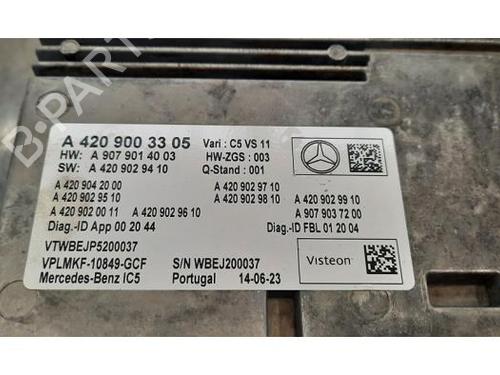 A 420 900 33 05 Vari : C5 VS 11
HW: A 907 901 40 03 HW-ZGS : 003
SW: A 420 902 94 10 Q-Stand : 001
A 420 904 20 00 A 420 902 97 10
A 420 902 95 10 A 420 902 98 10 A 420 902 99 10
A 420 902 00 11 A 420 902 96 10 A 907 903 72 00
Diag.-ID App 00 20 44 Diag.-ID FBL 01 20 04
VTWBEJP5200037
VPLMKF-10849-GCF S/N WBEJ200037
Mercedes-Benz IC5 Portugal 14-06-23
Visteon
B-PARTS